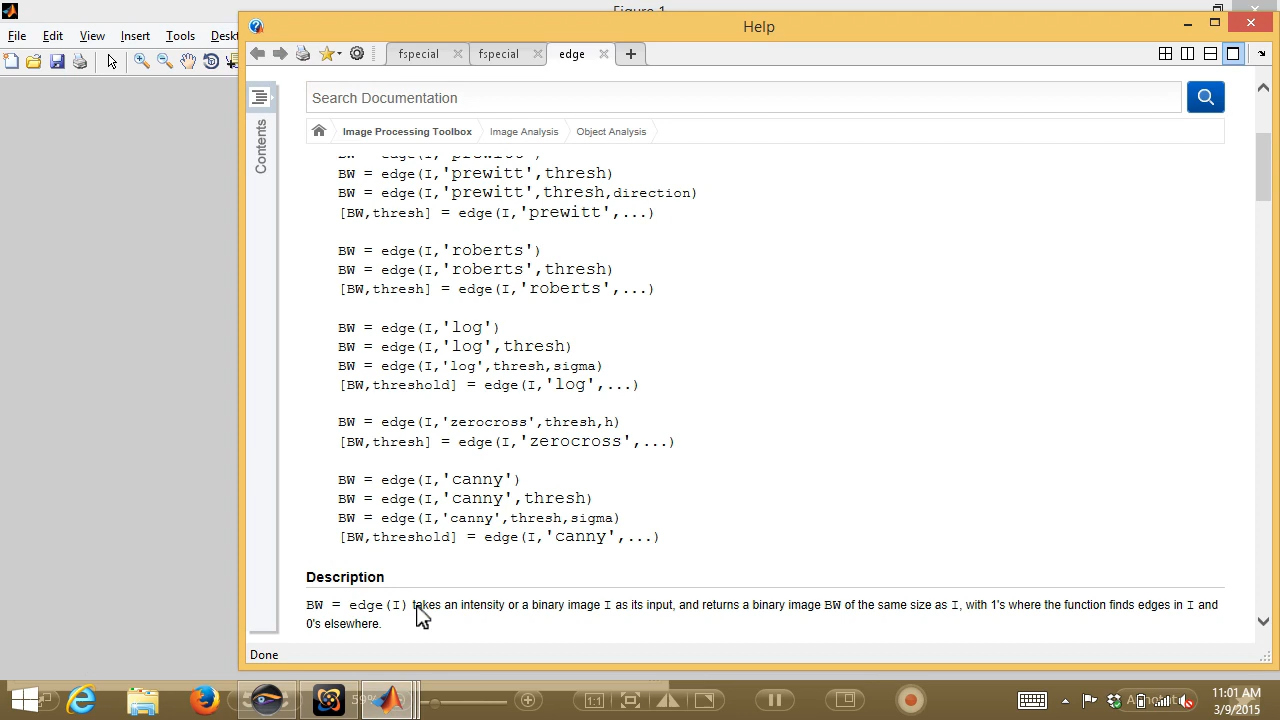 Figure 1
Help
File Edit View Insert Tools Deskt
fspecial fspecial edge
Search Documentation
Contents
Image Processing Toolbox Image Analysis Object Analysis
BW = edge(I,'prewitt')
BW = edge(I,'prewitt',thresh)
BW = edge(I,'prewitt',thresh,direction)
[BW,thresh] = edge(I,'prewitt',...)
BW = edge(I,'roberts')
BW = edge(I,'roberts',thresh)
[BW,thresh] = edge(I,'roberts',...)
BW = edge(I,'log')
BW = edge(I,'log',thresh)
BW = edge(I,'log',thresh,sigma)
[BW,threshold] = edge(I,'log',...)
BW = edge(I,'zerocross',thresh,h)
[BW,thresh] = edge(I,'zerocross',...)
BW = edge(I,'canny')
BW = edge(I,'canny',thresh)
BW = edge(I,'canny',thresh,sigma)
[BW,threshold] = edge(I,'canny',...)
Description
BW = edge(I) takes an intensity or a binary image I as its input, and returns a binary image BW of the same size as I, with 1's where the function finds edges in I and
0's elsewhere.
Done
1:1
11:01 AM
3/9/2015